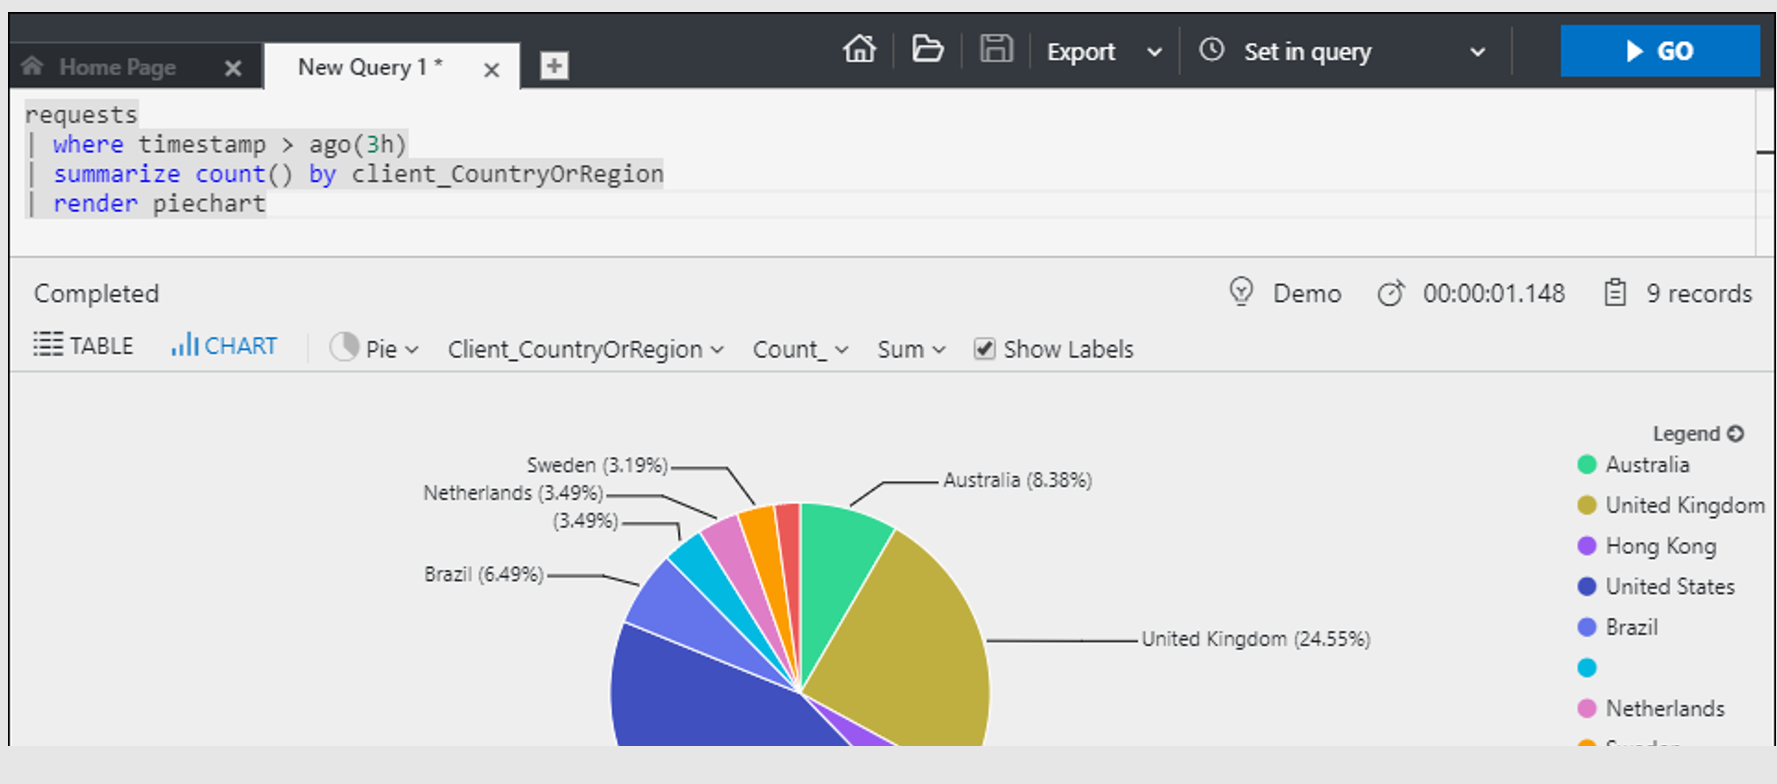 Home Page
New Query 1 *
Export
Set in query
GO
requests
| where timestamp > ago(3h)
| summarize count() by client_CountryOrRegion
| render piechart
Completed
Demo
00:00:01.148
9 records
TABLE
CHART
Pie
Client_CountryOrRegion
Count_
Sum
Show Labels
Legend
Sweden (3.19%)
Australia (8.38%)
Netherlands (3.49%)
(3.49%)
Brazil (6.49%)
United Kingdom (24.55%)
Australia
United Kingdom
Hong Kong
United States
Brazil
Netherlands